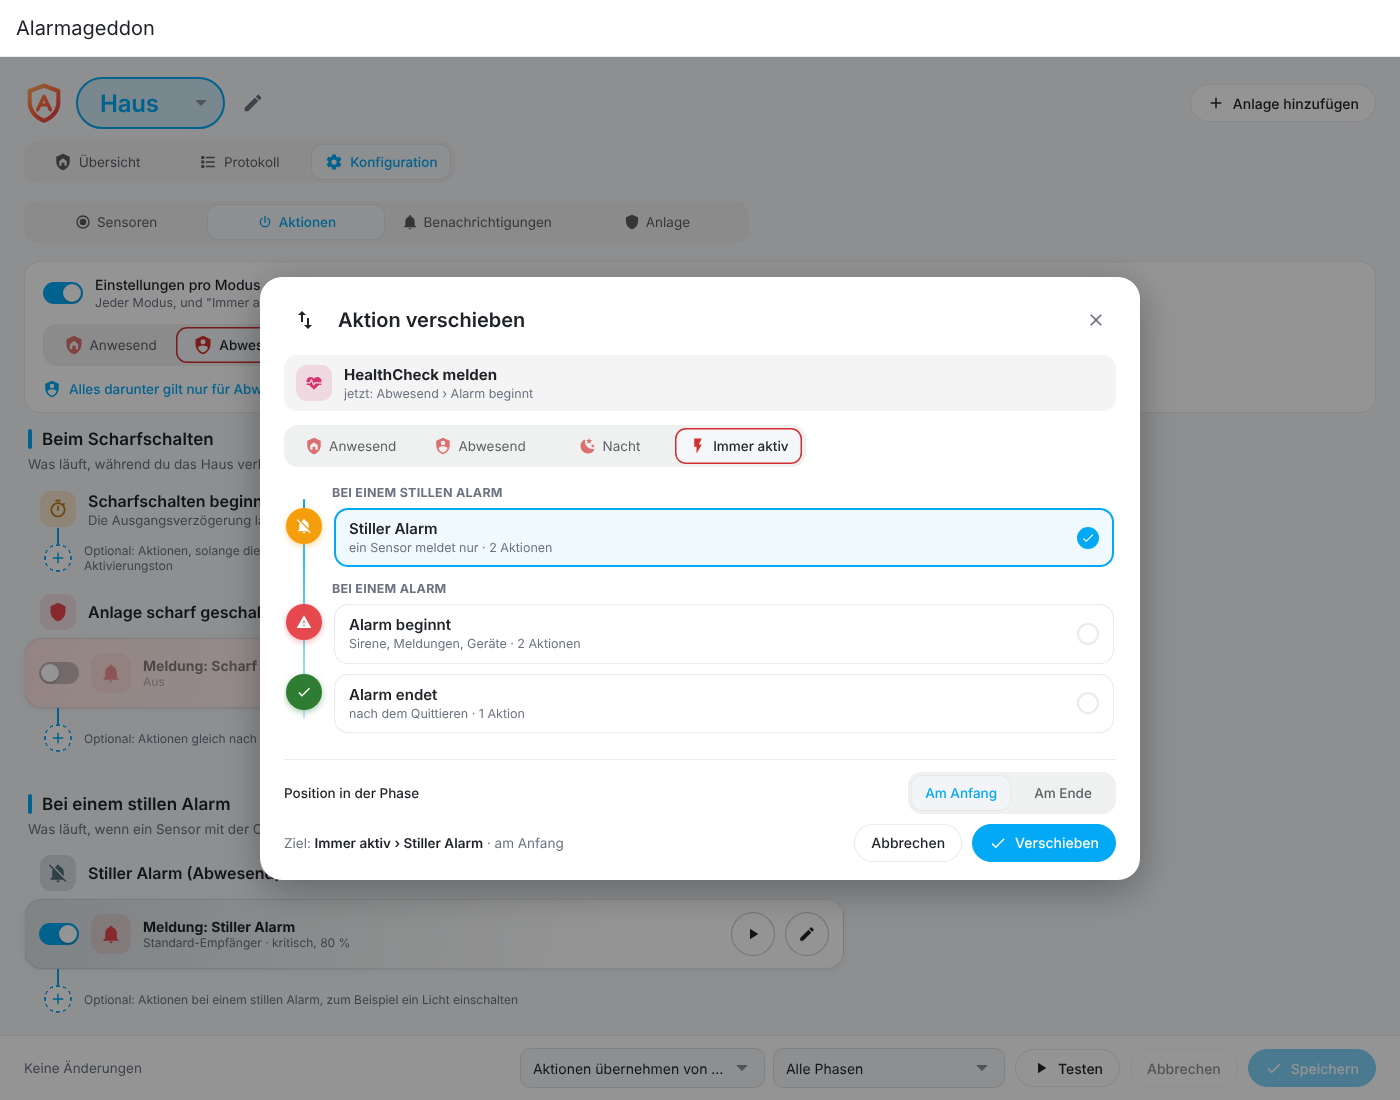 Alarmageddon
Haus
Anlage hinzufügen
Übersicht
Protokoll
Konfiguration
Sensoren
Aktionen
Benachrichtigungen
Anlage
Einstellungen pro Modus
Jeder Modus, und "Immer a
Anwesend
Abwes
Alles darunter gilt nur für Abw
Beim Scharfschalten
Was läuft, während du das Haus verl
Scharfschalten beginn
Die Ausgangsverzögerung lä
Optional: Aktionen, solange die
Aktivierungston
Anlage scharf geschal
Meldung: Scharf
Aus
Optional: Aktionen gleich nach
Bei einem stillen Alarm
Was läuft, wenn ein Sensor mit der O
Stiller Alarm (Abwesend)
Meldung: Stiller Alarm
Standard-Empfänger · kritisch, 80 %
Optional: Aktionen bei einem stillen Alarm, zum Beispiel ein Licht einschalten
Aktion verschieben
HealthCheck melden
jetzt: Abwesend › Alarm beginnt
Anwesend
Abwesend
Nacht
Immer aktiv
BEI EINEM STILLEN ALARM
Stiller Alarm
ein Sensor meldet nur · 2 Aktionen
BEI EINEM ALARM
Alarm beginnt
Sirene, Meldungen, Geräte · 2 Aktionen
Alarm endet
nach dem Quittieren · 1 Aktion
Position in der Phase
Am Anfang
Am Ende
Ziel: Immer aktiv › Stiller Alarm · am Anfang
Abbrechen
Verschieben
Keine Änderungen
Aktionen übernehmen von ...
Alle Phasen
Testen
Abbrechen
Speichern